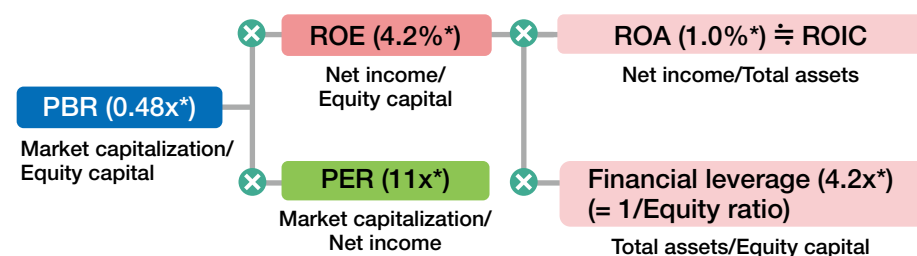 PBR (0.48x*)
Market capitalization/
Equity capital
ROE (4.2%*)
Net income/
Equity capital
PER (11x*)
Market capitalization/
Net income
ROA (1.0%*) ≒ ROIC
Net income/Total assets
Financial leverage (4.2x*)
(= 1/Equity ratio)
Total assets/Equity capital